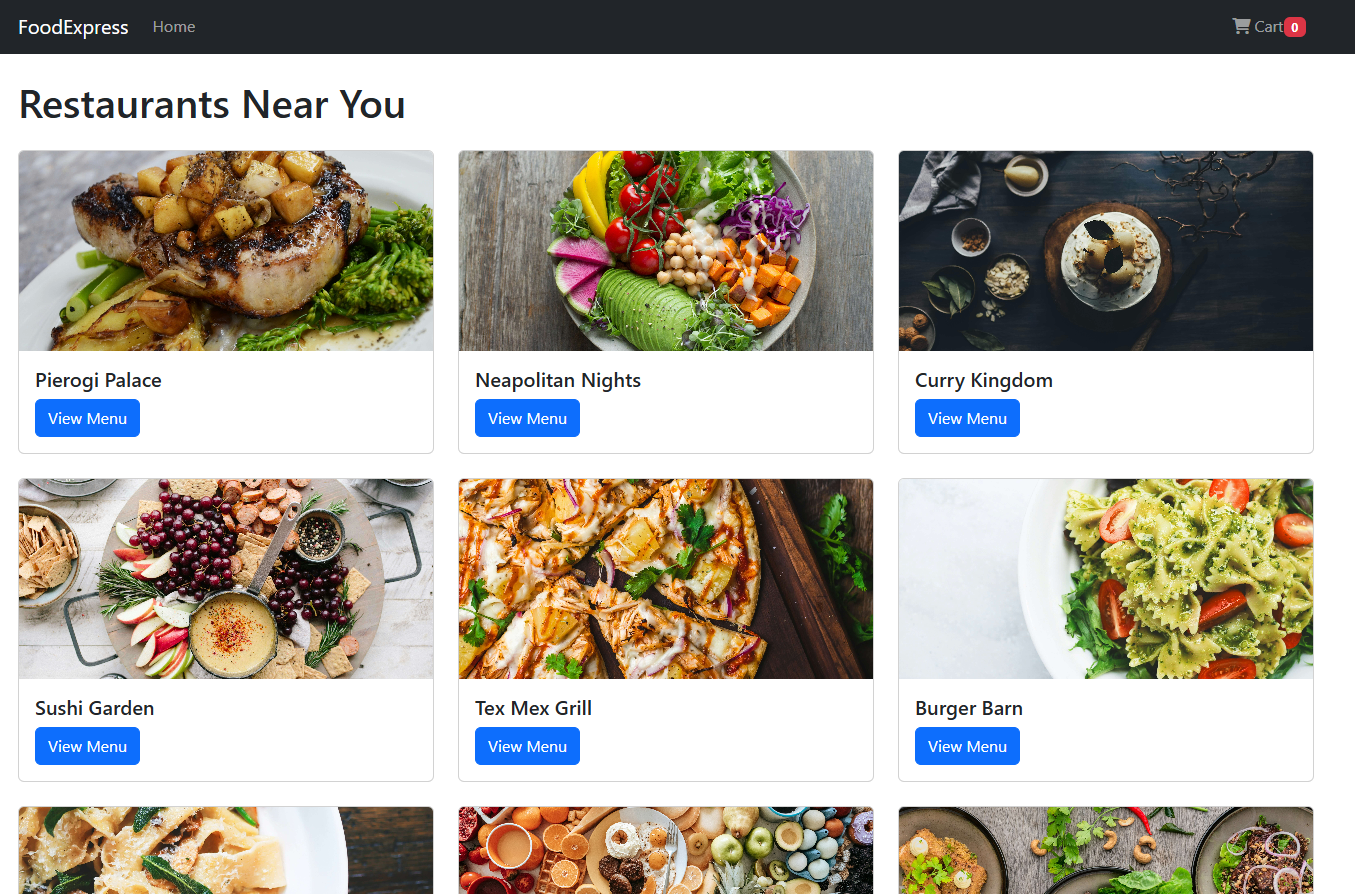 FoodExpress Home Cart 0
Restaurants Near You
Pierogi Palace
View Menu
Neapolitan Nights
View Menu
Curry Kingdom
View Menu
Sushi Garden
View Menu
Tex Mex Grill
View Menu
Burger Barn
View Menu